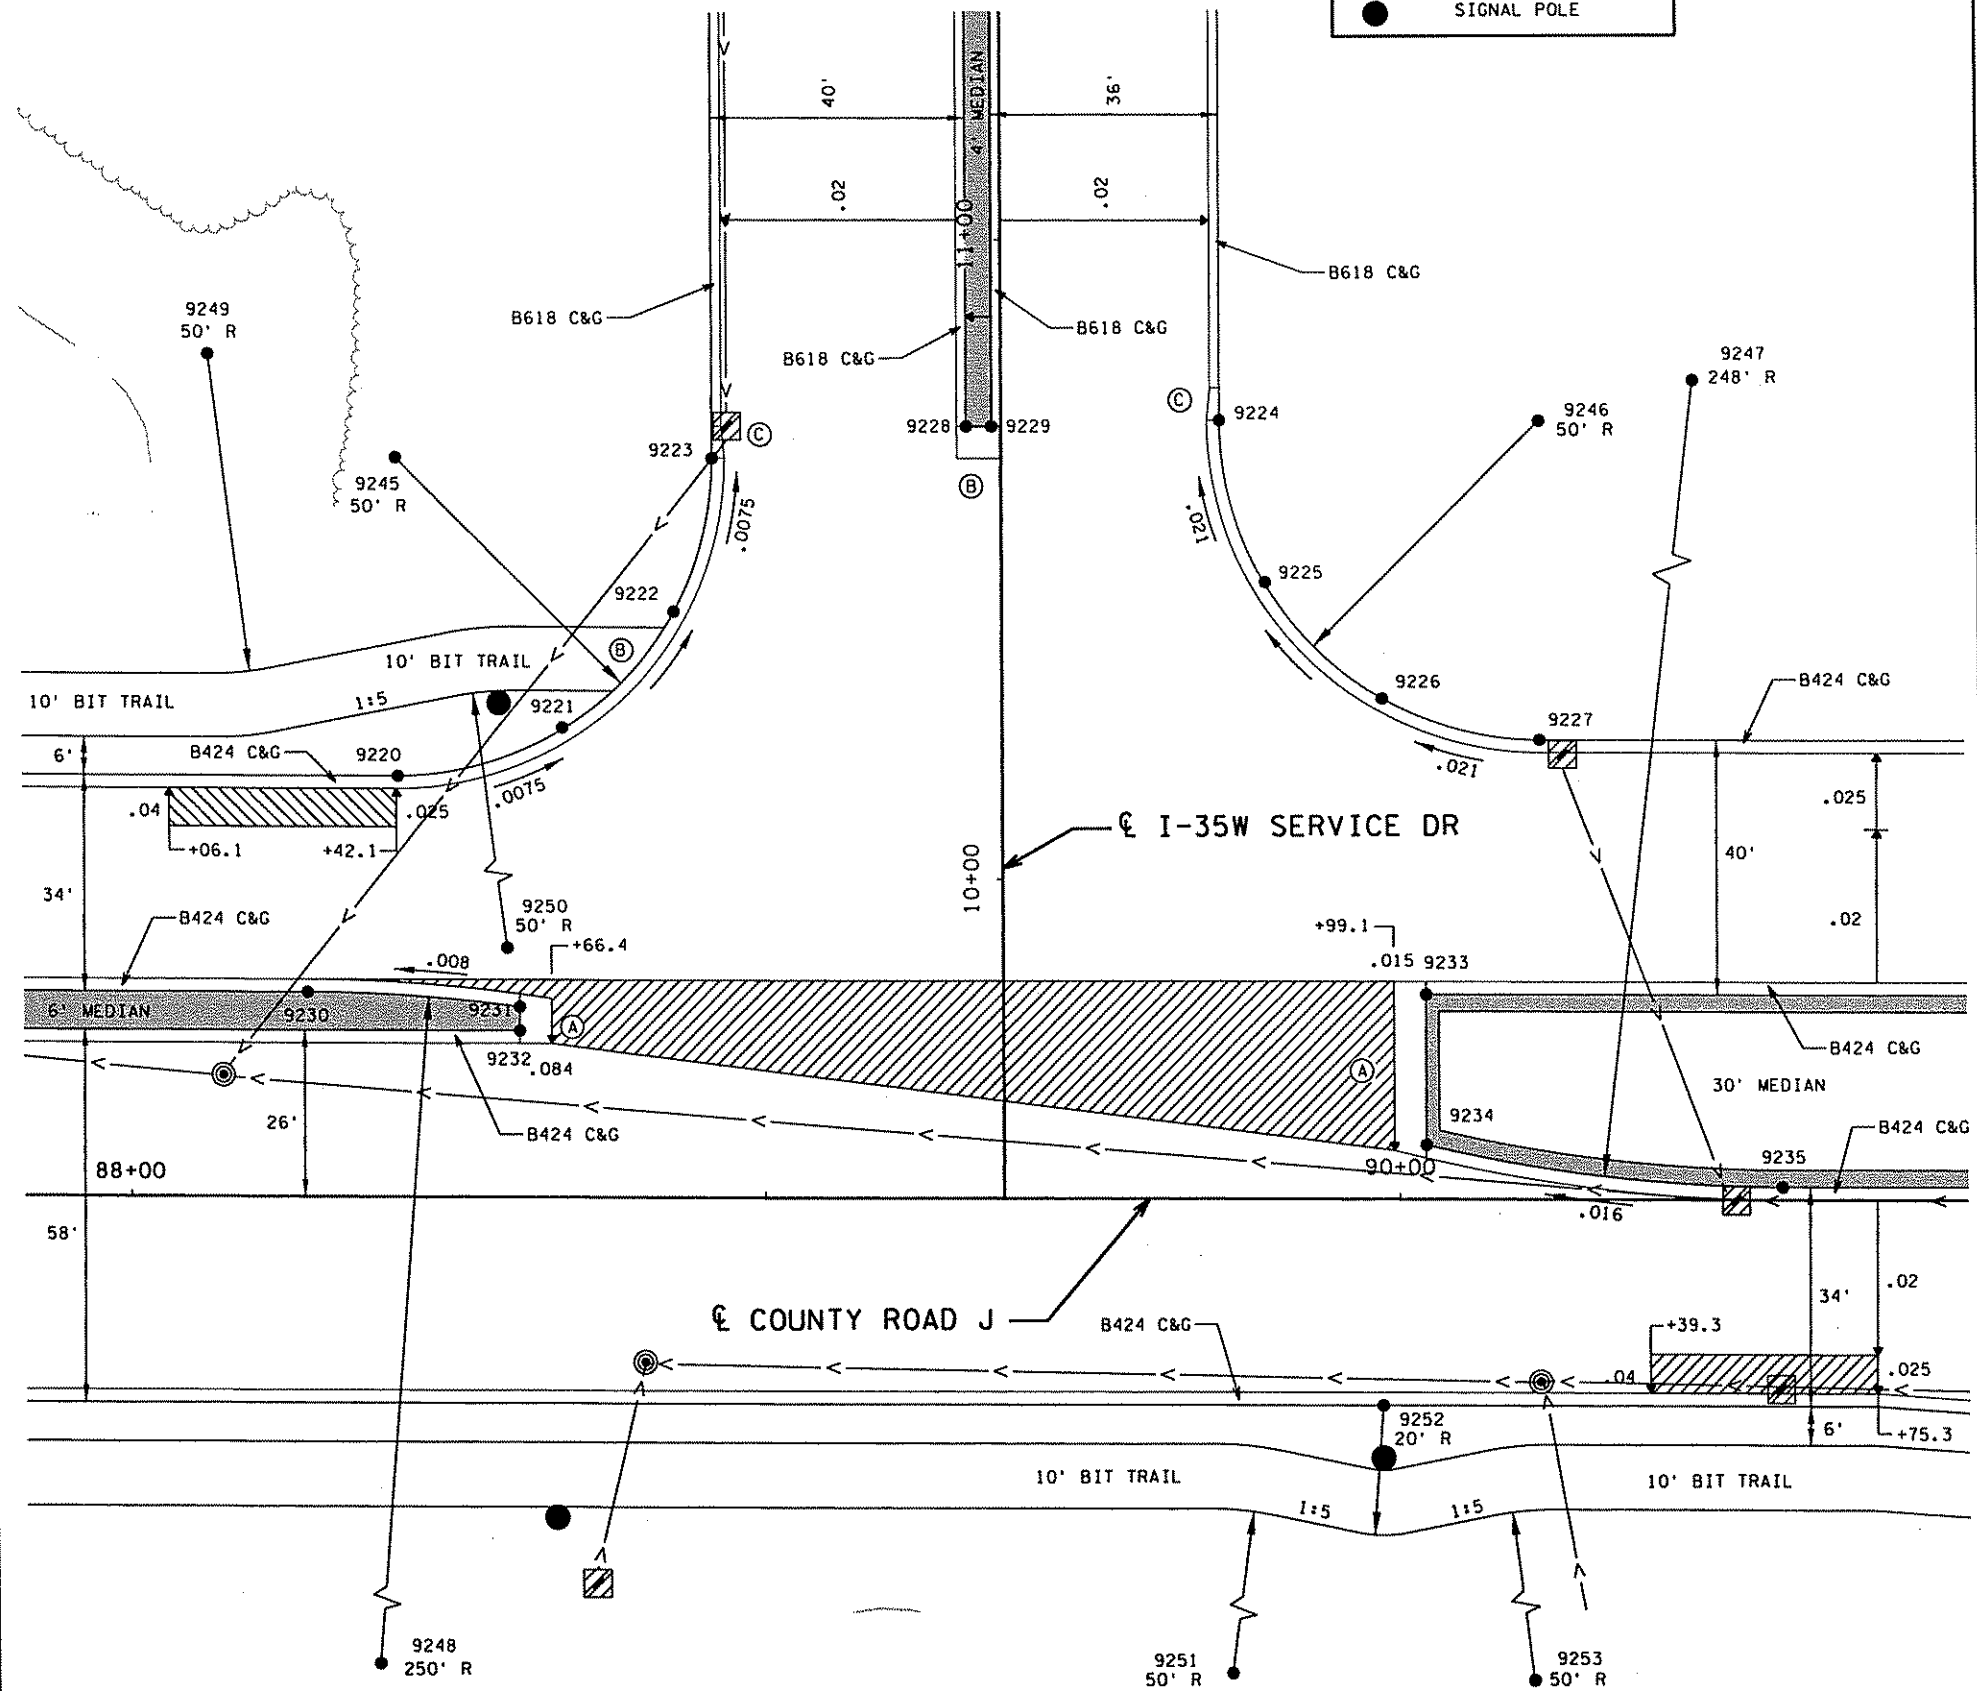 SIGNAL POLE
40'
4' MEDIAN
36'
.02
.02
11+00
B618 C&G
9249
50' R
B618 C&G
B618 C&G
B618 C&G
9247
248' R
C
9224
9246
50' R
9228
9229
C
9223
9245
50' R
B
.0075
.021
9225
9222
B
10' BIT TRAIL
9226
B424 C&G
10' BIT TRAIL
1:5
9221
9227
6'
B424 C&G
9220
.021
.0075
.025
.04
.025
+06.1
+42.1
℄ I-35W SERVICE DR
40'
10+00
34'
B424 C&G
9250
50' R
+66.4
+99.1
.02
.008
.015
9233
6' MEDIAN
9230
9231
A
9232
.084
A
B424 C&G
30' MEDIAN
26'
B424 C&G
9234
B424 C&G
88+00
90+00
9235
58'
.016
.02
34'
℄ COUNTY ROAD J
B424 C&G
+39.3
.04
.025
9252
20' R
6'
+75.3
10' BIT TRAIL
10' BIT TRAIL
1:5
1:5
9248
250' R
9251
50' R
9253
50' R